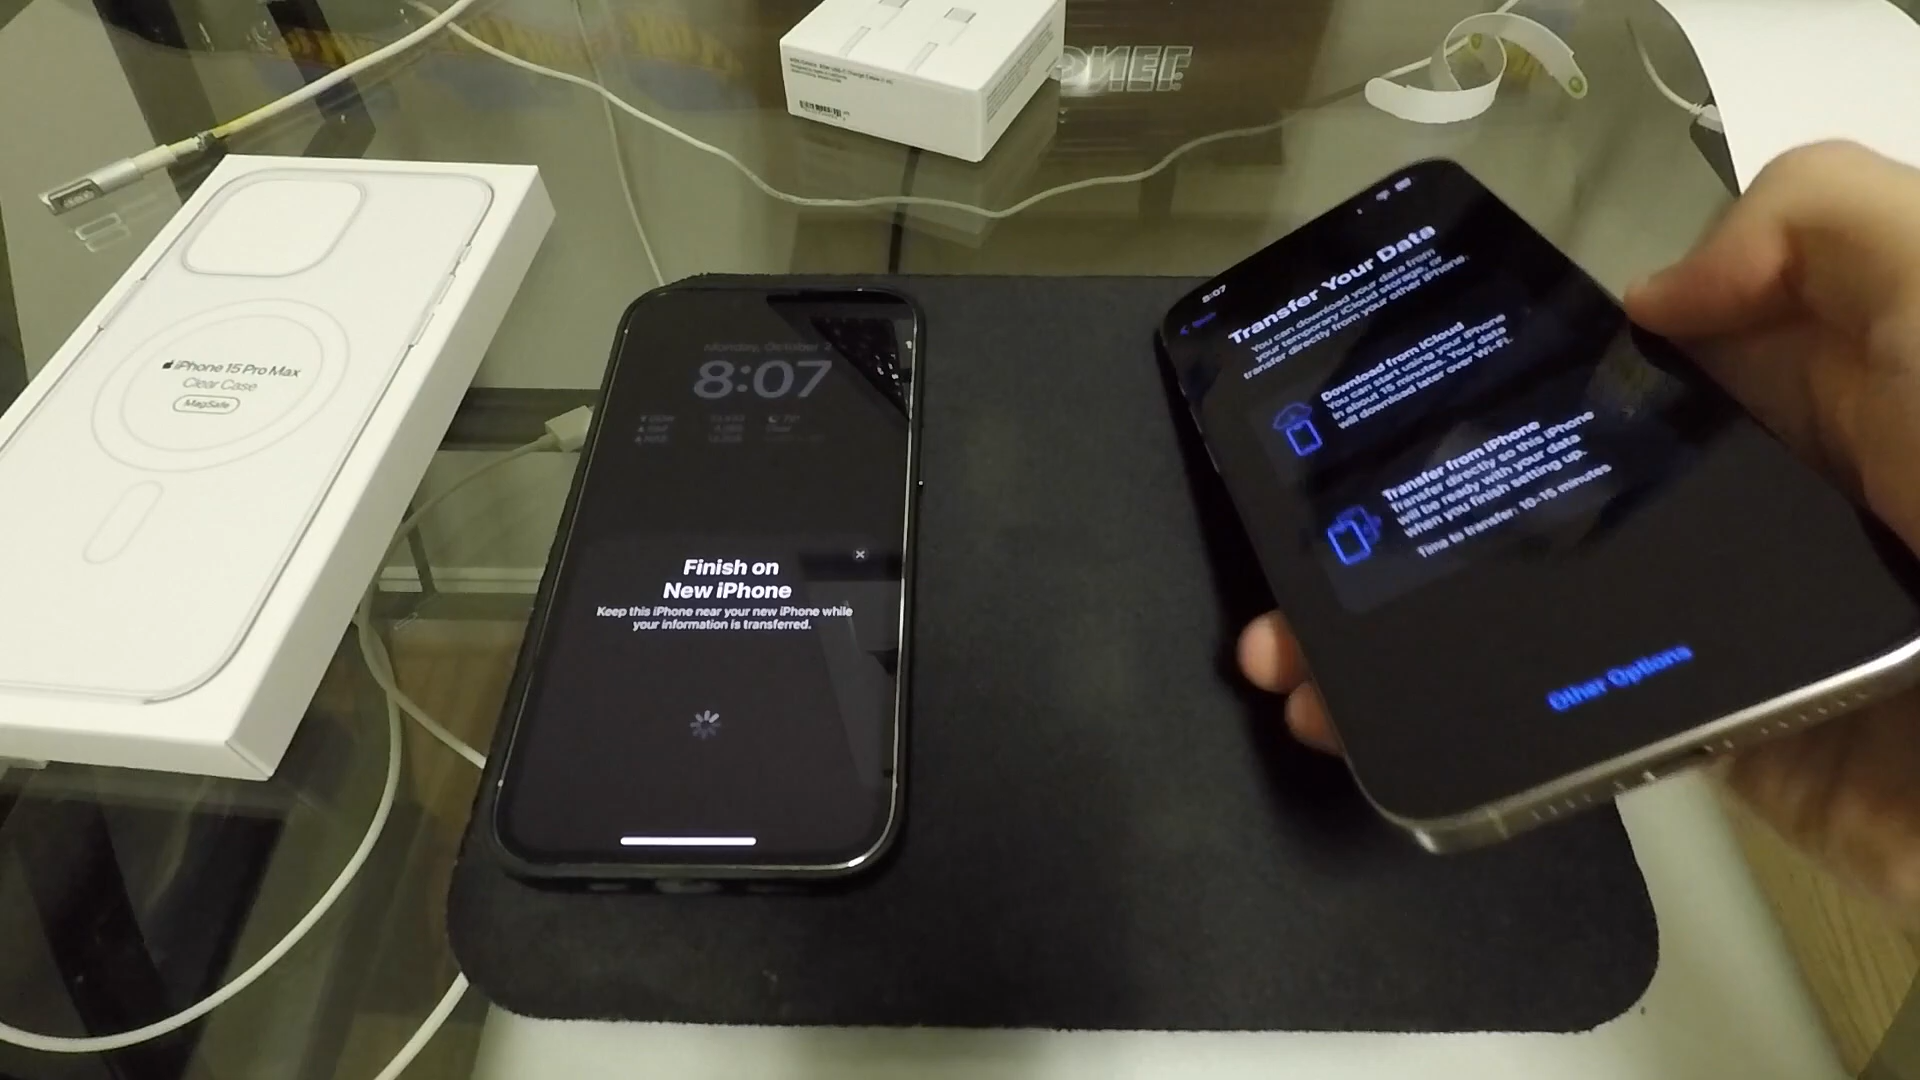 iPhone 15 Pro Max
Clear Case
MagSafe
Monday, October 2
8:07
Finish on
New iPhone
Keep this iPhone near your new iPhone while
your information is transferred.
8:07
Back
Transfer Your Data
You can download your data from
your temporary iCloud storage, or
transfer directly from your other iPhone.
Download from iCloud
You can start using your iPhone
in about 15 minutes. Your data
will download later over Wi-Fi.
Transfer from iPhone
Transfer directly so this iPhone
will be ready with your data
when you finish setting up.
Time to transfer: 10-15 minutes
Other Options